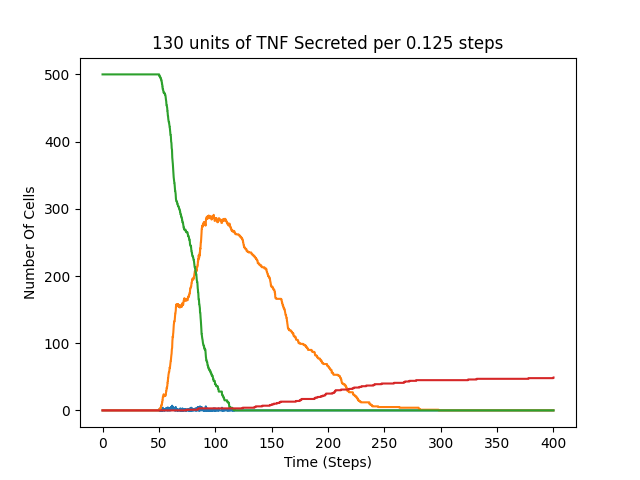 130 units of TNF Secreted per 0.125 steps
Number Of Cells
500
400
300
200
100
0
0 50 100 150 200 250 300 350 400
Time (Steps)